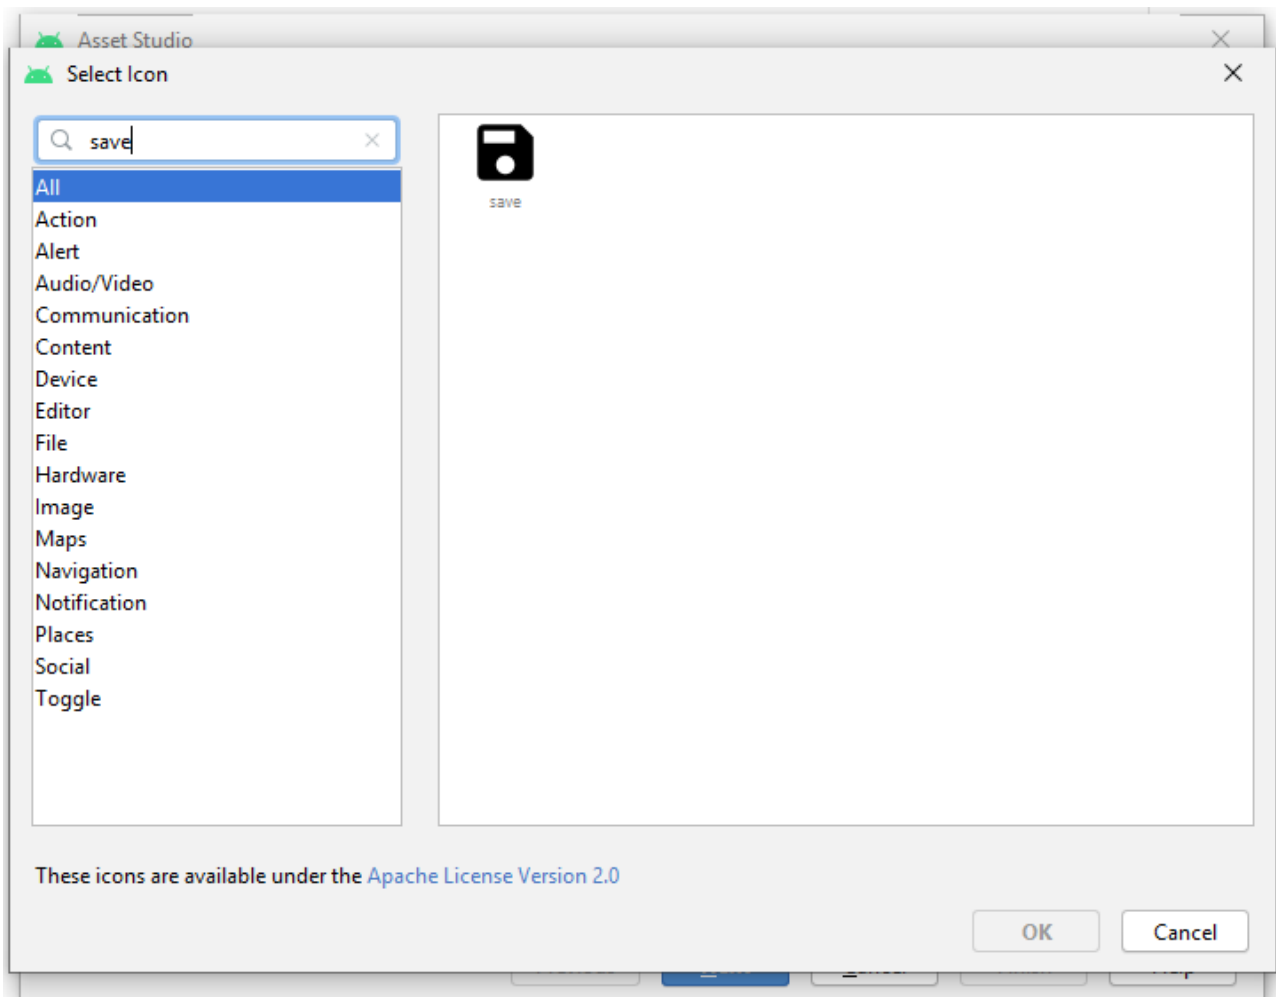 Asset Studio
Select Icon
save
All
Action
Alert
Audio/Video
Communication
Content
Device
Editor
File
Hardware
Image
Maps
Navigation
Notification
Places
Social
Toggle
save
These icons are available under the Apache License Version 2.0
OK
Cancel